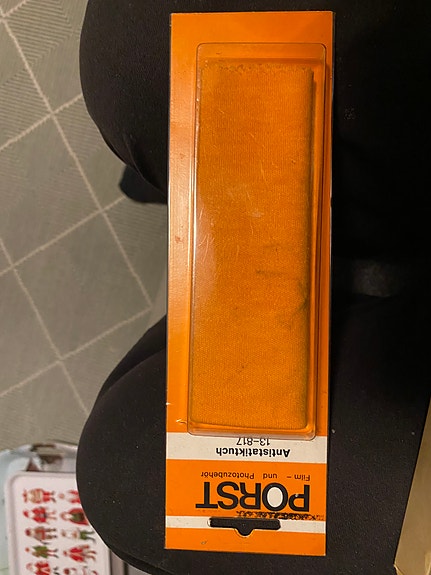 PORST
Film - und Photozubehör
Antistatiktuch
13-817